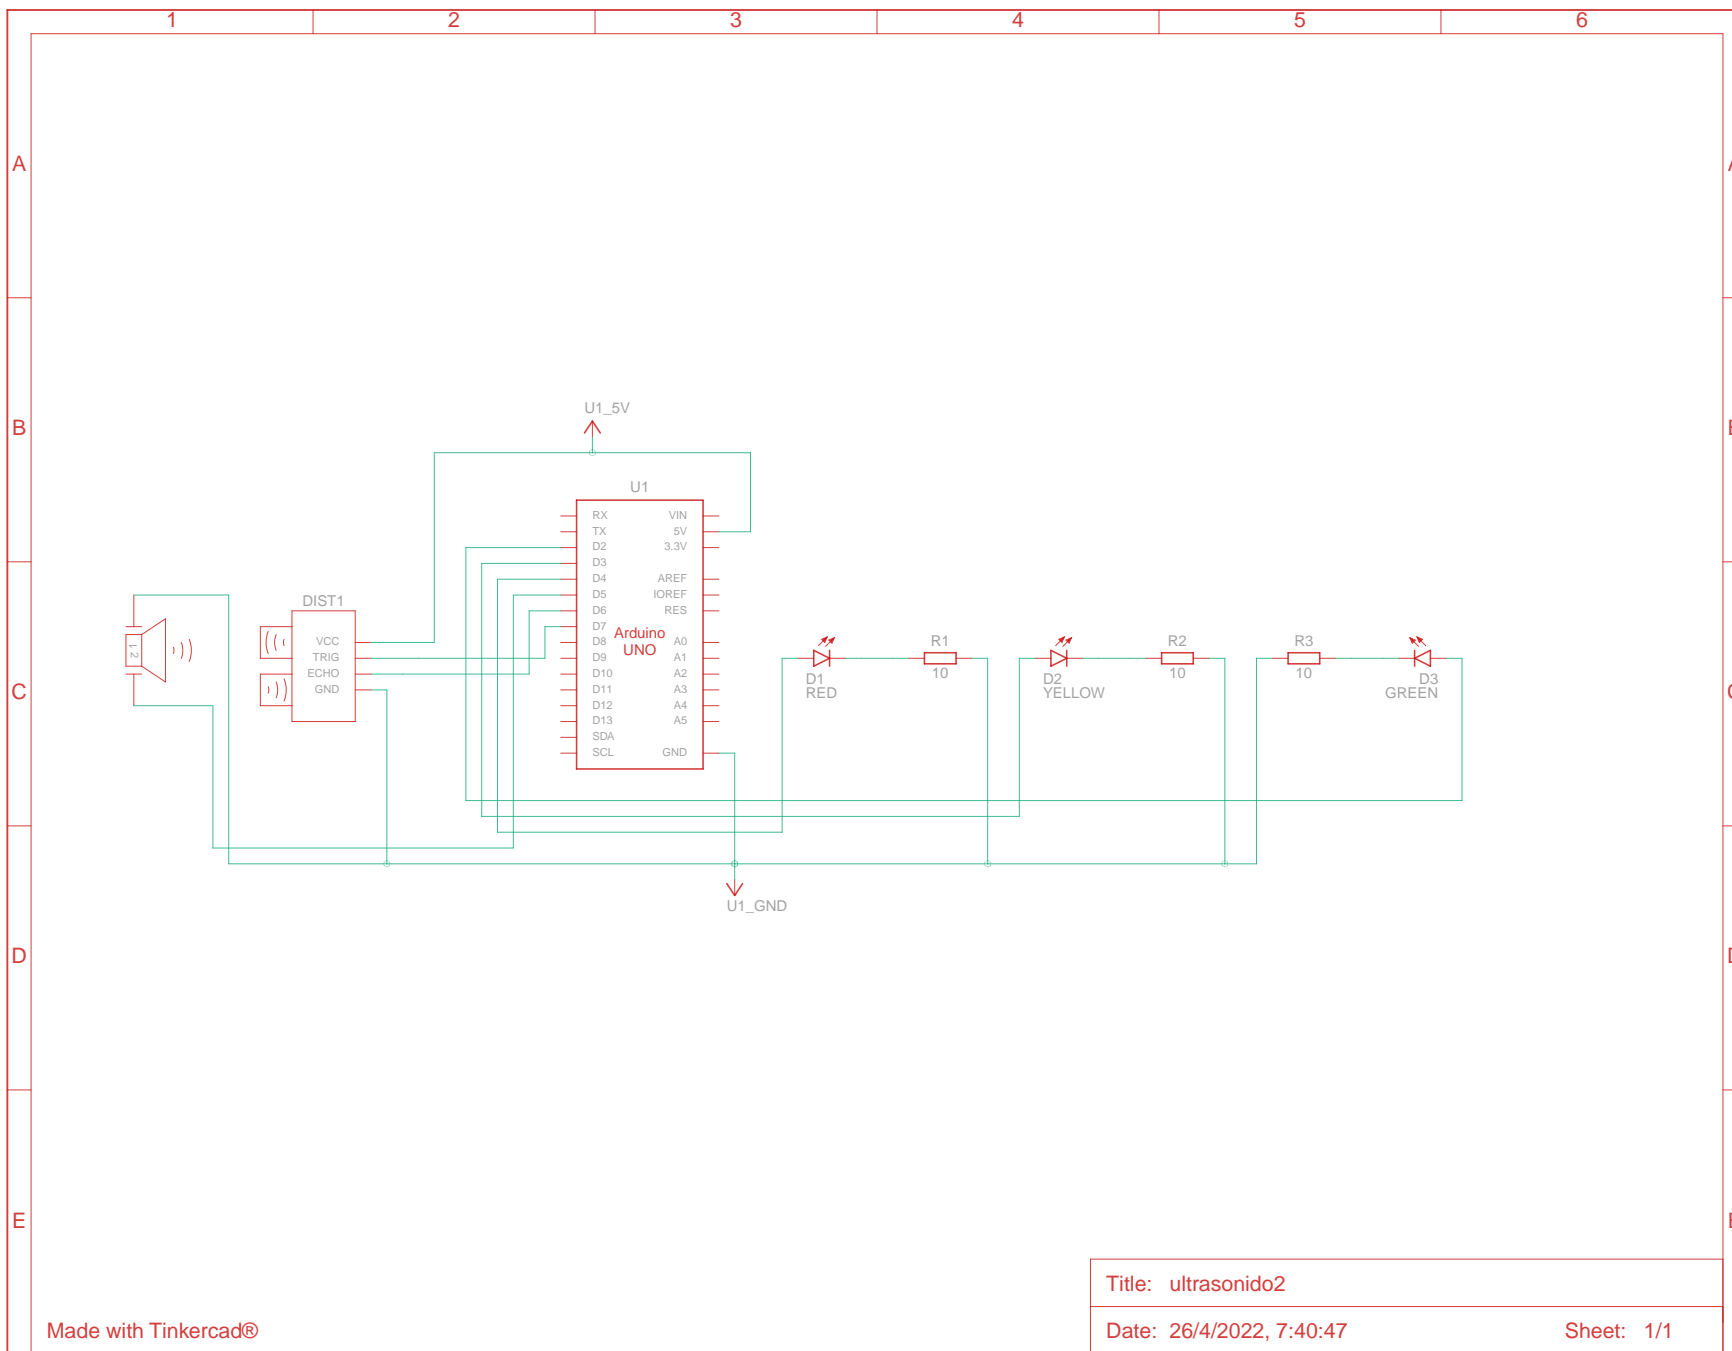 1 2 3 4 5 6
A
B
C
D
E
U1_5V
U1
RX VIN
TX 5V
D2 3.3V
D3
D4 AREF
D5 IOREF
D6 RES
D7
D8 A0
D9 A1
D10 A2
D11 A3
D12 A4
D13 A5
SDA
SCL GND
Arduino
UNO
1 2
DIST1
VCC
TRIG
ECHO
GND
D1
RED
R1
10
D2
YELLOW
R2
10
R3
10
D3
GREEN
U1_GND
Title: ultrasonido2
Date: 26/4/2022, 7:40:47 Sheet: 1/1
Made with Tinkercad®